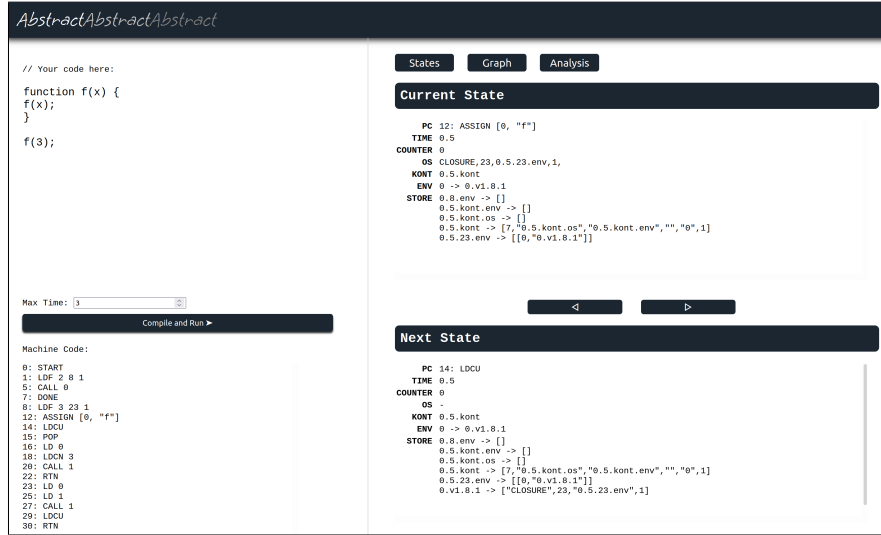 AbstractAbstractAbstract
// Your code here:
function f(x) {
f(x);
}
f(3);
Max Time: 3
Compile and Run ➤
Machine Code:
0: START
1: LDF 2 8 1
5: CALL 0
7: DONE
8: LDF 3 23 1
12: ASSIGN [0, "f"]
14: LDCU
15: POP
16: LD 0
18: LDCN 3
20: CALL 1
22: RTN
23: LD 0
25: LD 1
27: CALL 1
29: LDCU
30: RTN
States Graph Analysis
Current State
PC 12: ASSIGN [0, "f"]
TIME 0.5
COUNTER 0
OS CLOSURE,23,0.5.23.env,1,
KONT 0.5.kont
ENV 0 -> 0.v1.8.1
STORE 0.8.env -> []
0.5.kont.env -> []
0.5.kont.os -> []
0.5.kont -> [7,"0.5.kont.os","0.5.kont.env","","0",1]
0.5.23.env -> [[0,"0.v1.8.1"]]
Next State
PC 14: LDCU
TIME 0.5
COUNTER 0
OS -
KONT 0.5.kont
ENV 0 -> 0.v1.8.1
STORE 0.8.env -> []
0.5.kont.env -> []
0.5.kont.os -> []
0.5.kont -> [7,"0.5.kont.os","0.5.kont.env","","0",1]
0.5.23.env -> [[0,"0.v1.8.1"]]
0.v1.8.1 -> ["CLOSURE",23,"0.5.23.env",1]